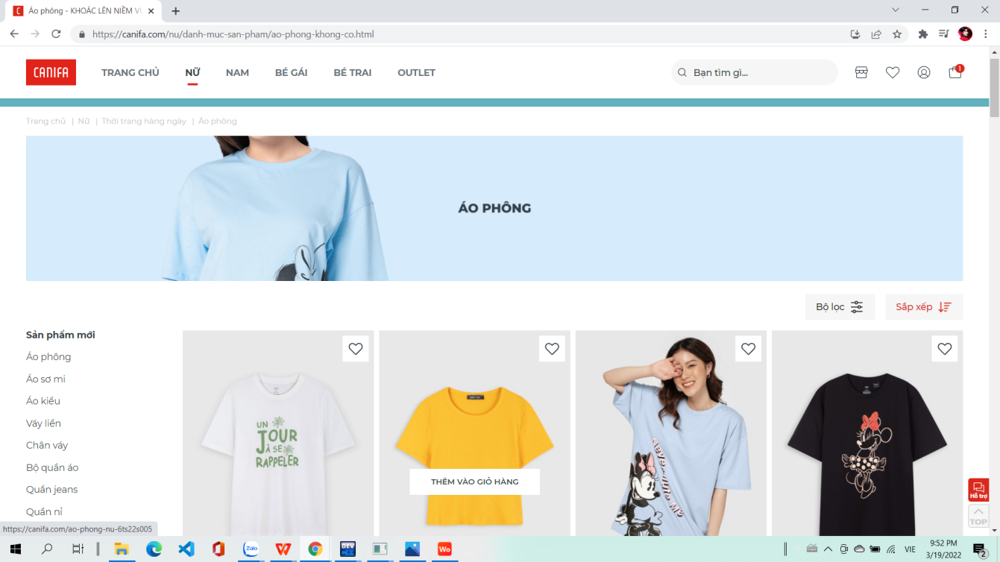 Áo phông - KHOÁC LÊN NIỀM V
https://canifa.com/nu/danh-muc-san-pham/ao-phong-khong-co.html
CANIFA
TRANG CHỦ
NỮ
NAM
BÉ GÁI
BÉ TRAI
OUTLET
Bạn tìm gì...
1
Trang chủ | Nữ | Thời trang hàng ngày | Áo phông
ÁO PHÔNG
Bộ lọc
Sắp xếp
Sản phẩm mới
Áo phông
Áo sơ mi
Áo kiểu
Váy liền
Chân váy
Bộ quần áo
Quần jeans
Quần nỉ
UN
JOUR
À SE
RAPPELER
THÊM VÀO GIỎ HÀNG
Never Mute Me
Hỗ trợ
TOP
https://canifa.com/ao-phong-nu-6ts22s005
Zalo
DEV
Wo
VIE
9:52 PM
3/19/2022
2